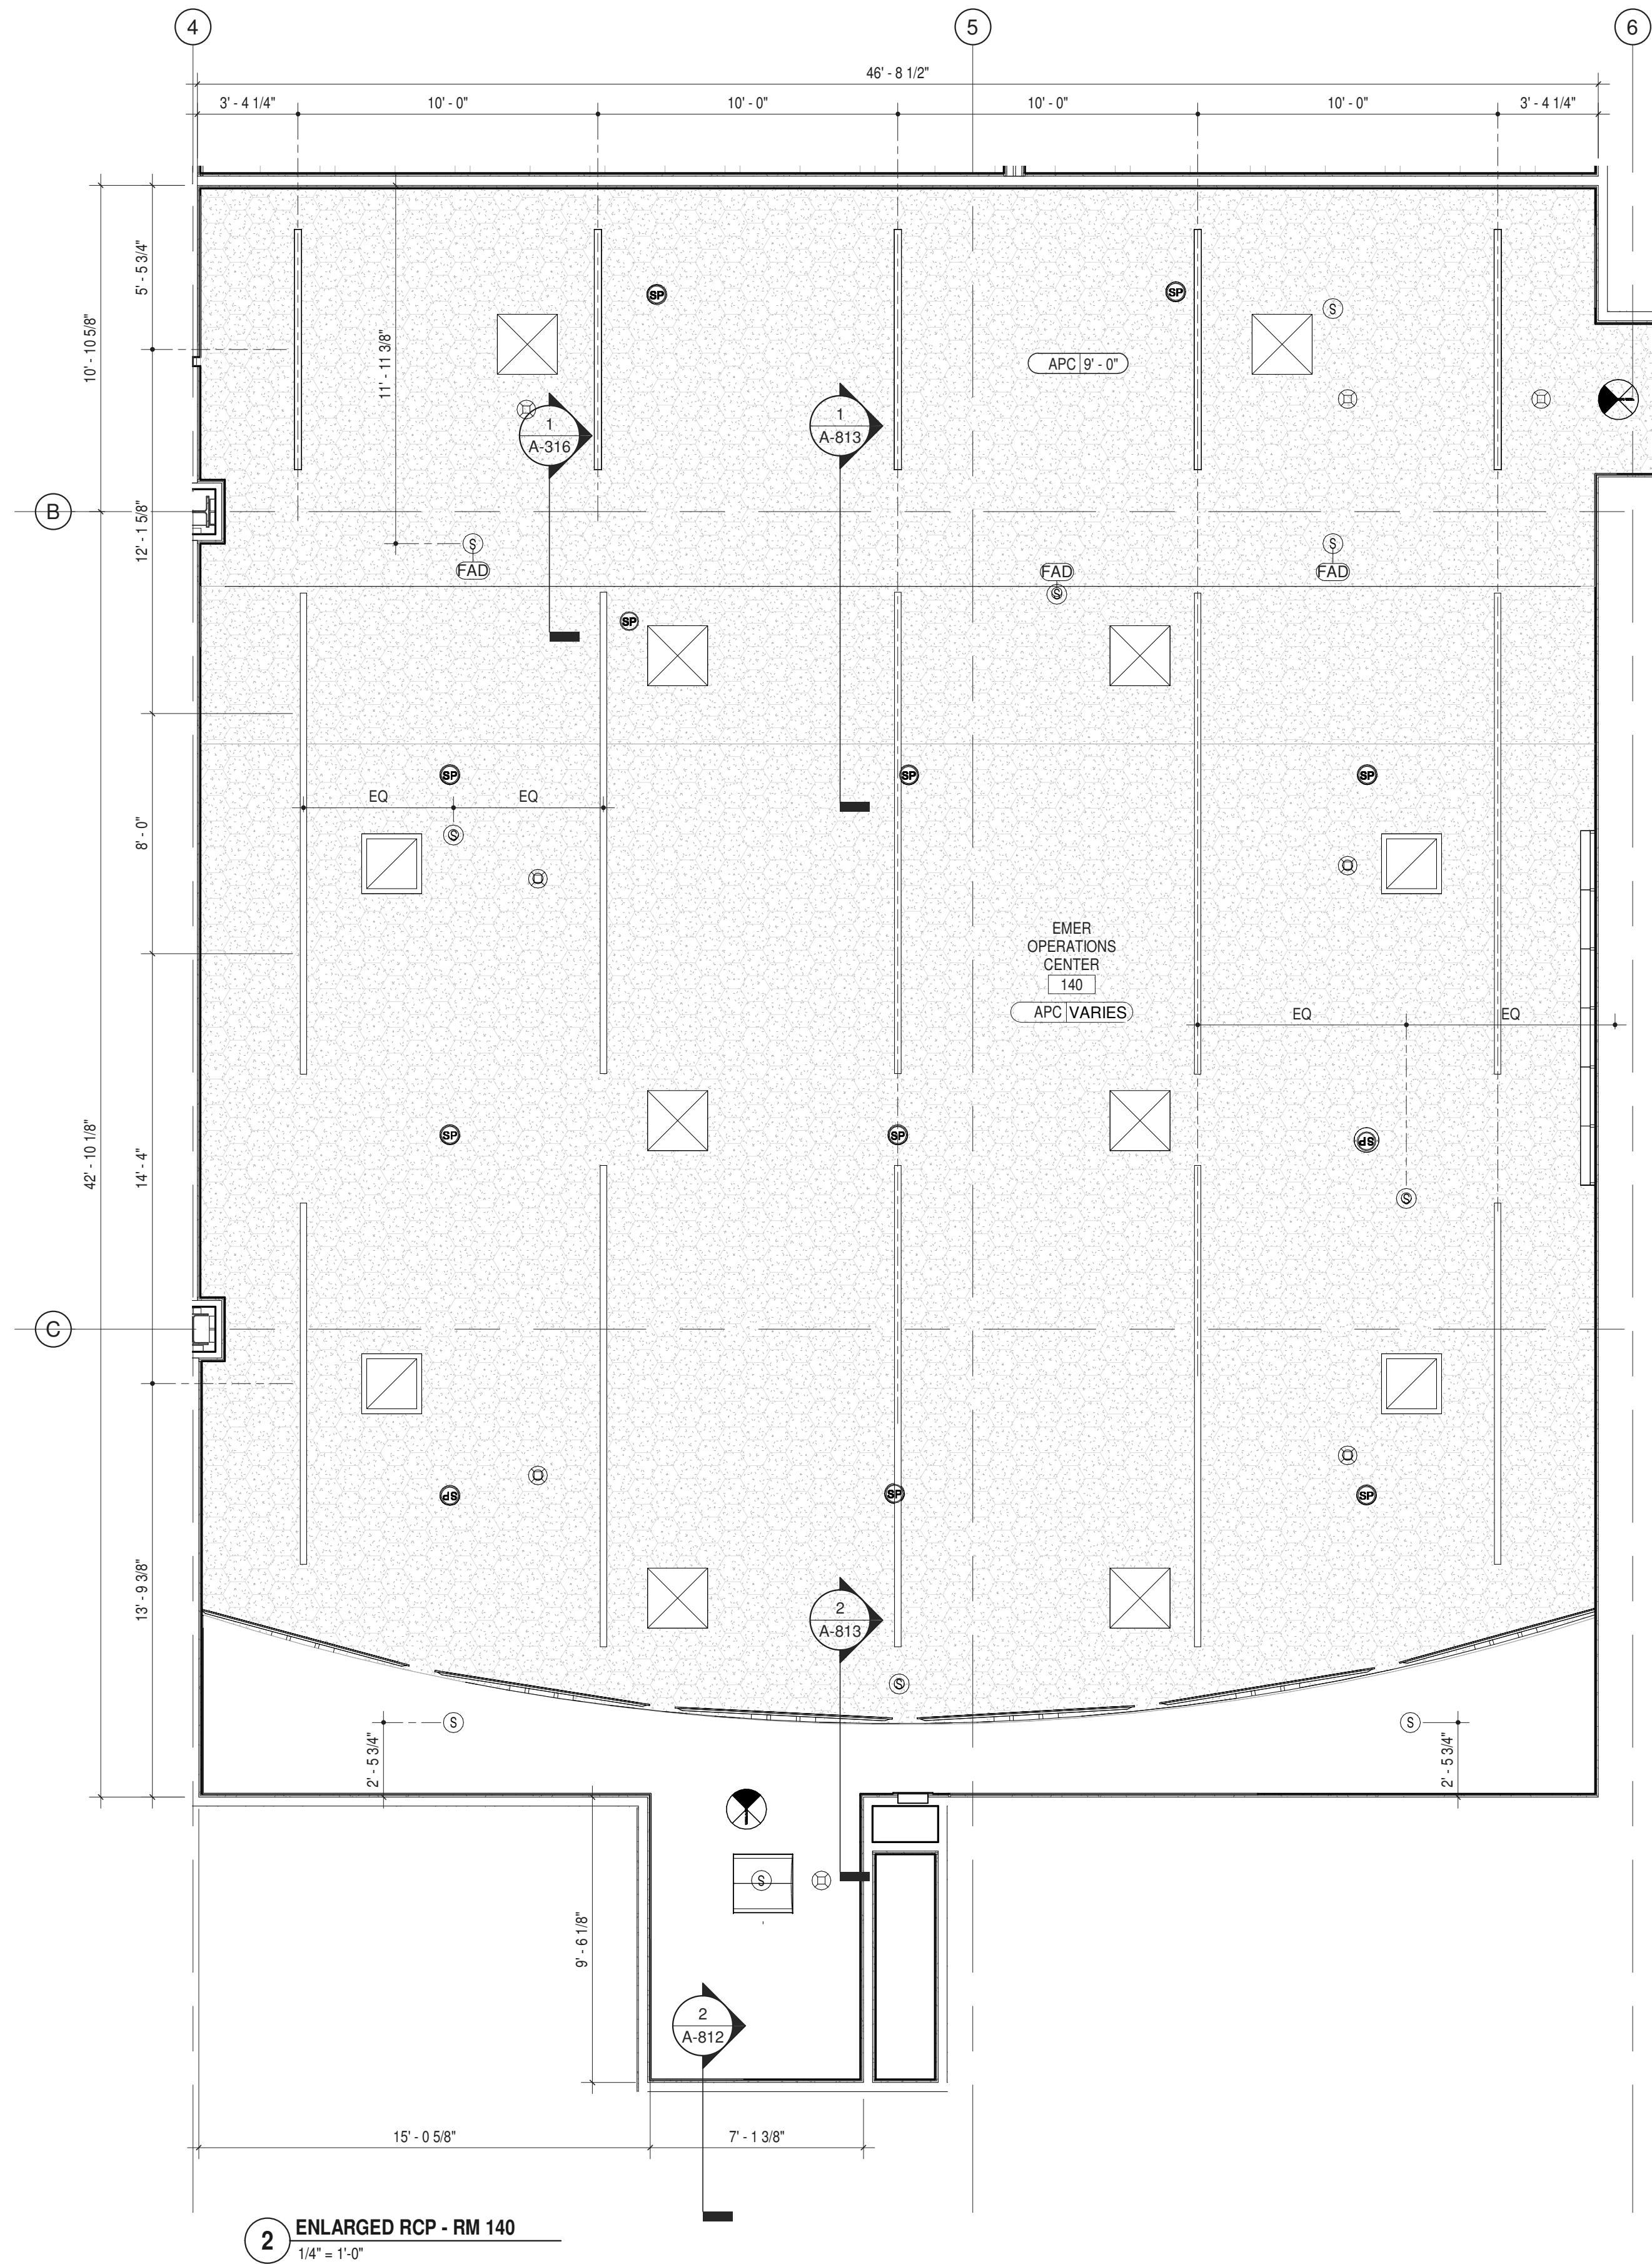 4
5
6
46' - 8 1/2"
3' - 4 1/4"
10' - 0"
10' - 0"
10' - 0"
10' - 0"
3' - 4 1/4"
5' - 5 3/4"
10' - 10 5/8"
11' - 11 3/8"
SP
SP
S
APC 9' - 0"
1
A-316
1
A-813
B
12' - 1 5/8"
S
FAD
FAD
S
S
FAD
SP
SP
SP
SP
EQ
EQ
S
8' - 0"
EMER
OPERATIONS
CENTER
140
APC VARIES
EQ
EQ
42' - 10 1/8"
14' - 4"
SP
SP
SP
S
C
SP
SP
SP
13' - 9 3/8"
2
A-813
S
S
S
2' - 5 3/4"
2' - 5 3/4"
S
9' - 6 1/8"
2
A-812
15' - 0 5/8"
7' - 1 3/8"
2
ENLARGED RCP - RM 140
1/4" = 1'-0"